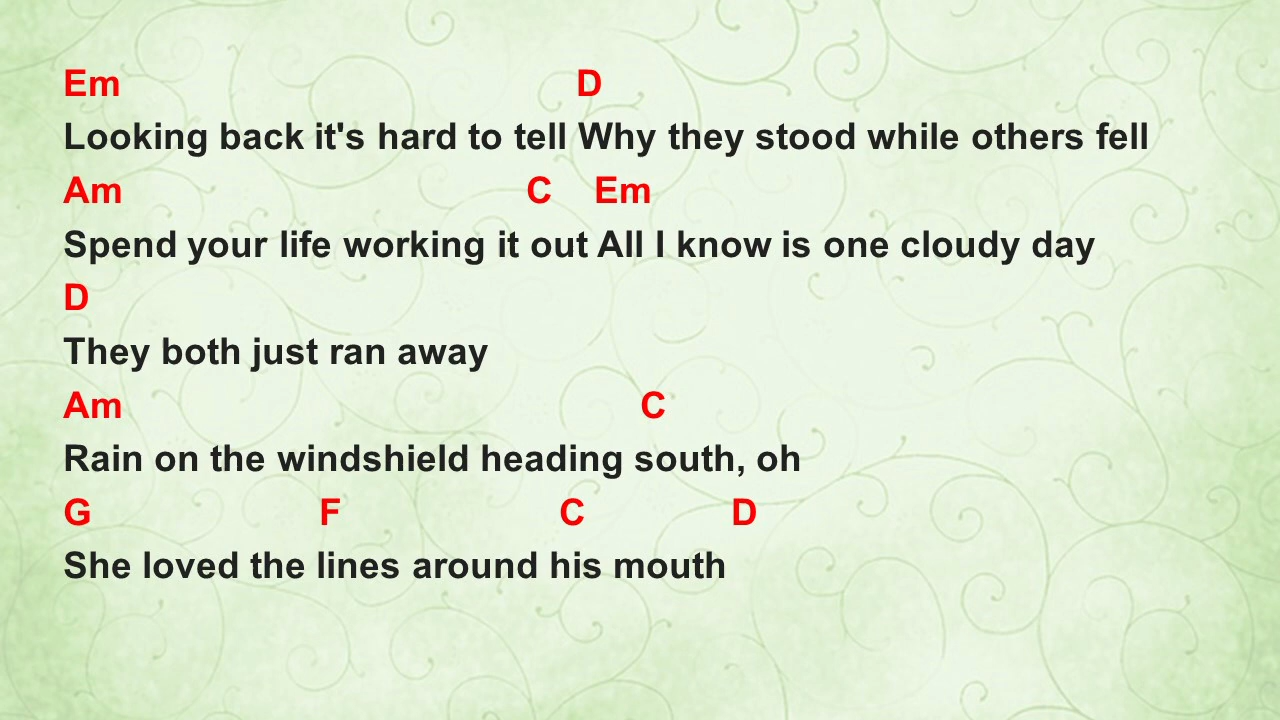 Em D
Looking back it's hard to tell Why they stood while others fell
Am C Em
Spend your life working it out All I know is one cloudy day
D
They both just ran away
Am C
Rain on the windshield heading south, oh
G F C D
She loved the lines around his mouth